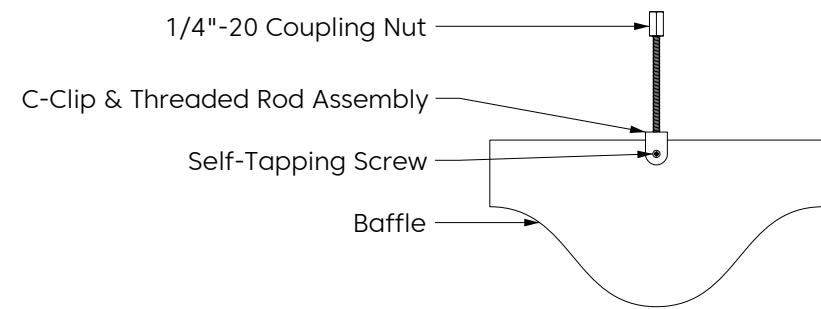 1/4"-20 Coupling Nut
C-Clip & Threaded Rod Assembly
Self-Tapping Screw
Baffle